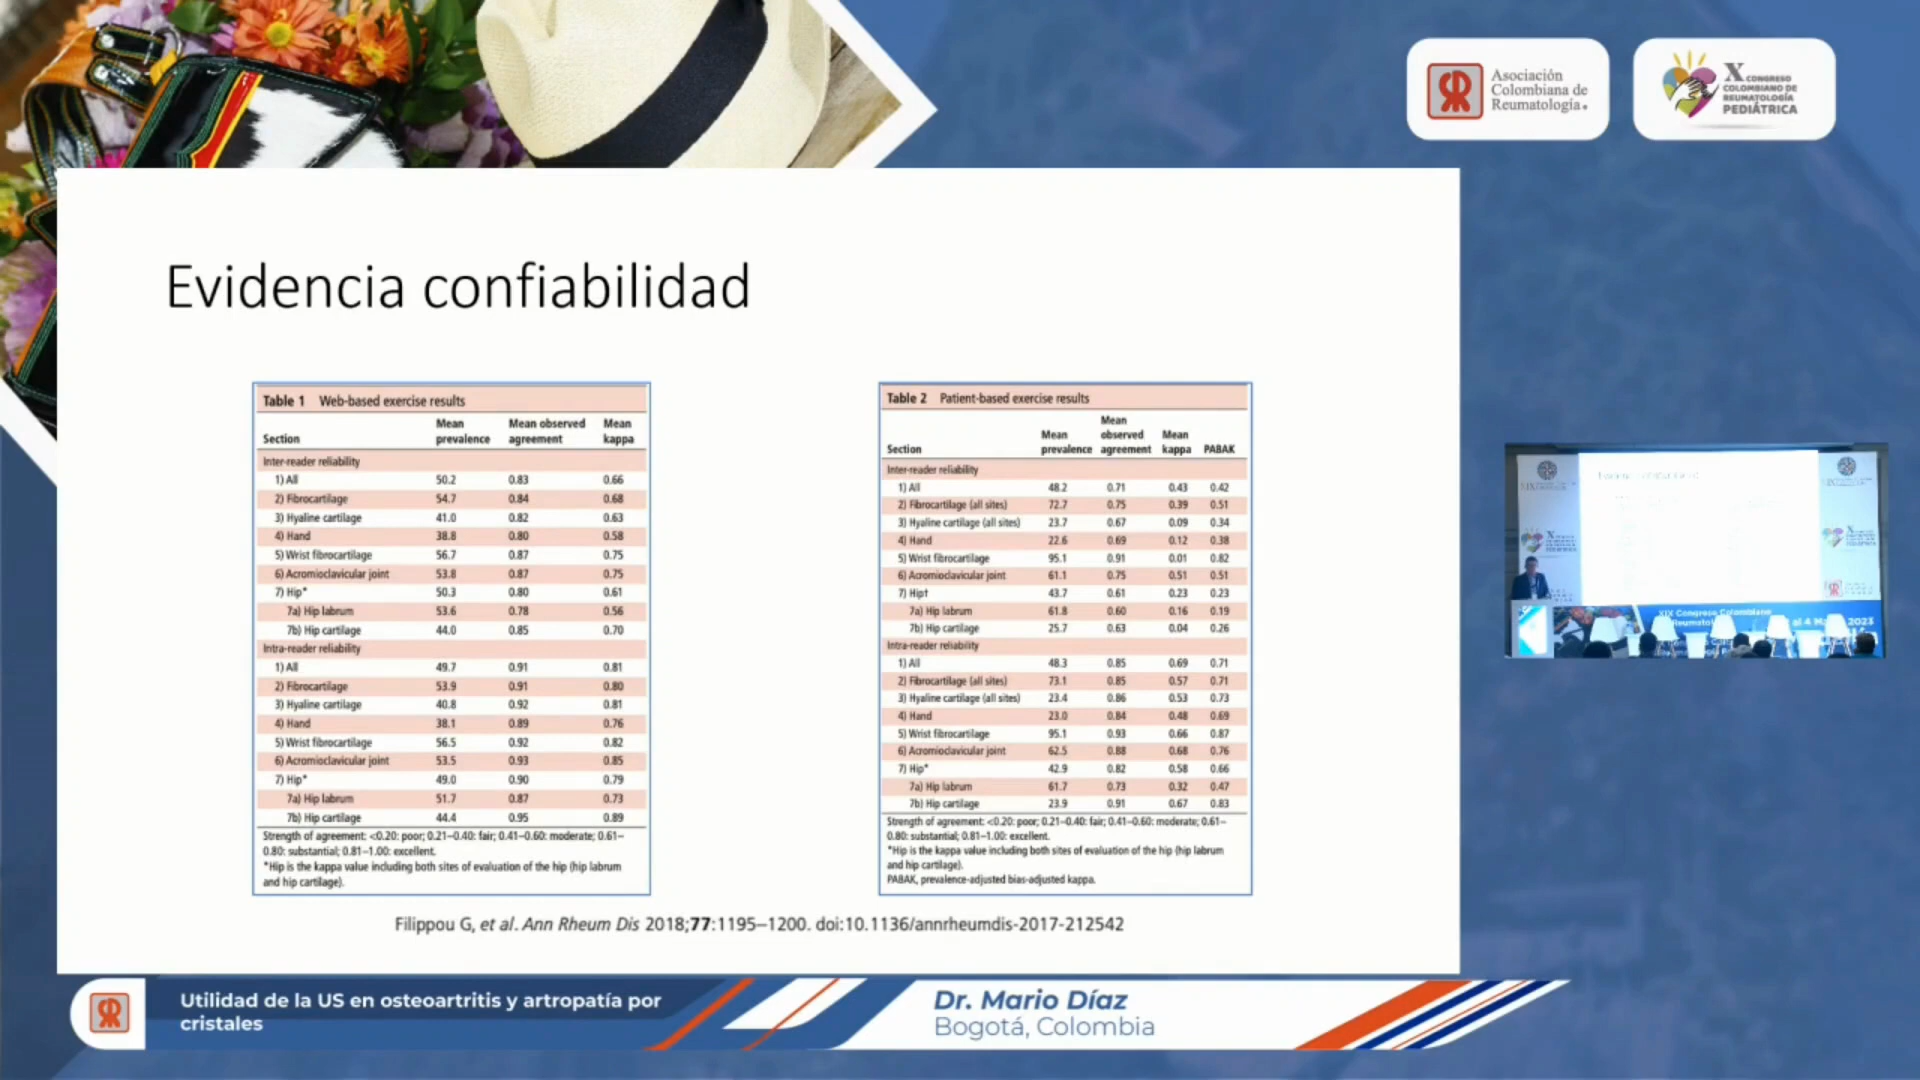 Asociación
Colombiana de
Reumatología.
X CONGRESO
COLOMBIANO DE
REUMATOLOGÍA
PEDIÁTRICA
Evidencia confiabilidad
Table 1 Web-based exercise results
Section Mean prevalence Mean observed agreement Mean kappa
Inter-reader reliability
1) All 50.2 0.83 0.66
2) Fibrocartilage 54.7 0.84 0.68
3) Hyaline cartilage 41.0 0.82 0.63
4) Hand 38.8 0.80 0.58
5) Wrist fibrocartilage 56.7 0.87 0.75
6) Acromioclavicular joint 53.8 0.87 0.75
7) Hip* 50.3 0.80 0.61
7a) Hip labrum 53.6 0.78 0.56
7b) Hip cartilage 44.0 0.85 0.70
Intra-reader reliability
1) All 49.7 0.91 0.81
2) Fibrocartilage 53.9 0.91 0.80
3) Hyaline cartilage 40.8 0.92 0.81
4) Hand 38.1 0.89 0.76
5) Wrist fibrocartilage 56.5 0.92 0.82
6) Acromioclavicular joint 53.5 0.93 0.85
7) Hip* 49.0 0.90 0.79
7a) Hip labrum 51.7 0.87 0.73
7b) Hip cartilage 44.4 0.95 0.89
Strength of agreement: <0.20: poor; 0.21–0.40: fair; 0.41–0.60: moderate; 0.61–
0.80: substantial; 0.81–1.00: excellent.
*Hip is the kappa value including both sites of evaluation of the hip (hip labrum
and hip cartilage).
Table 2 Patient-based exercise results
Section Mean prevalence Mean observed agreement Mean kappa PABAK
Inter-reader reliability
1) All 48.2 0.71 0.43 0.42
2) Fibrocartilage (all sites) 72.7 0.75 0.39 0.51
3) Hyaline cartilage (all sites) 23.7 0.67 0.09 0.34
4) Hand 22.6 0.69 0.12 0.38
5) Wrist fibrocartilage 95.1 0.91 0.01 0.82
6) Acromioclavicular joint 61.1 0.75 0.51 0.51
7) Hip† 43.7 0.61 0.23 0.23
7a) Hip labrum 61.8 0.60 0.16 0.19
7b) Hip cartilage 25.7 0.63 0.04 0.26
Intra-reader reliability
1) All 48.3 0.85 0.69 0.71
2) Fibrocartilage (all sites) 73.1 0.85 0.57 0.71
3) Hyaline cartilage (all sites) 23.4 0.86 0.53 0.73
4) Hand 23.0 0.84 0.48 0.69
5) Wrist fibrocartilage 95.1 0.93 0.66 0.87
6) Acromioclavicular joint 62.5 0.88 0.68 0.76
7) Hip* 42.9 0.82 0.58 0.66
7a) Hip labrum 61.7 0.73 0.32 0.47
7b) Hip cartilage 23.9 0.91 0.67 0.83
Strength of agreement: <0.20: poor; 0.21–0.40: fair; 0.41–0.60: moderate; 0.61–
0.80: substantial; 0.81–1.00: excellent.
*Hip is the kappa value including both sites of evaluation of the hip (hip labrum
and hip cartilage).
PABAK, prevalence-adjusted bias-adjusted kappa.
Filippou G, et al. Ann Rheum Dis 2018;77:1195–1200. doi:10.1136/annrheumdis-2017-212542
XIX Congreso Colombiano
2023
Utilidad de la US en osteoartritis y artropatía por
cristales
Dr. Mario Díaz
Bogotá, Colombia